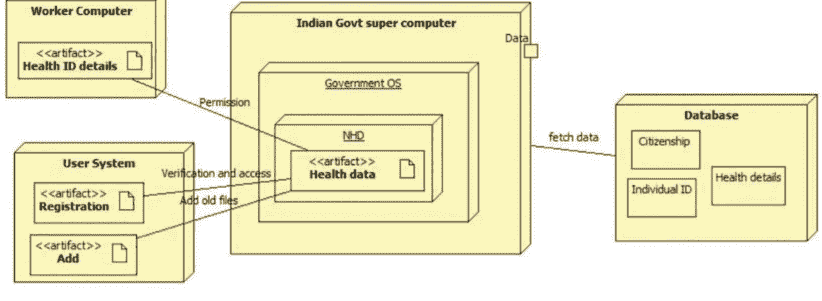 Worker Computer
<<artifact>>
Health ID details
Indian Govt super computer
Data
Government OS
Permission
NHD
<<artifact>>
Health data
User System
Verification and access
<<artifact>>
Registration
Add old files
<<artifact>>
Add
fetch data
Database
Citizenship
Health details
Individual ID